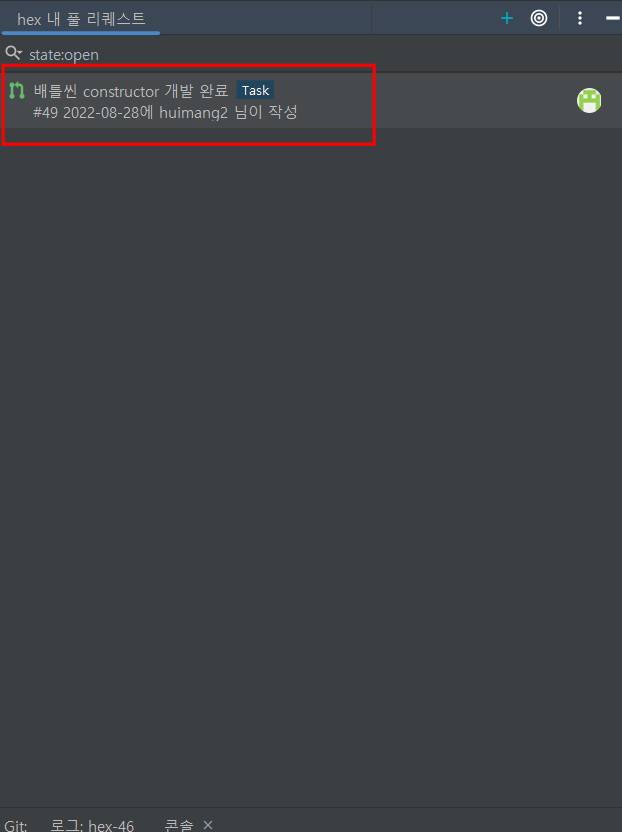 hex 내 풀 리퀘스트
state:open
배틀씬 constructor 개발 완료 Task
#49 2022-08-28에 huimang2 님이 작성
Git: 로그: hex-46 콘솔